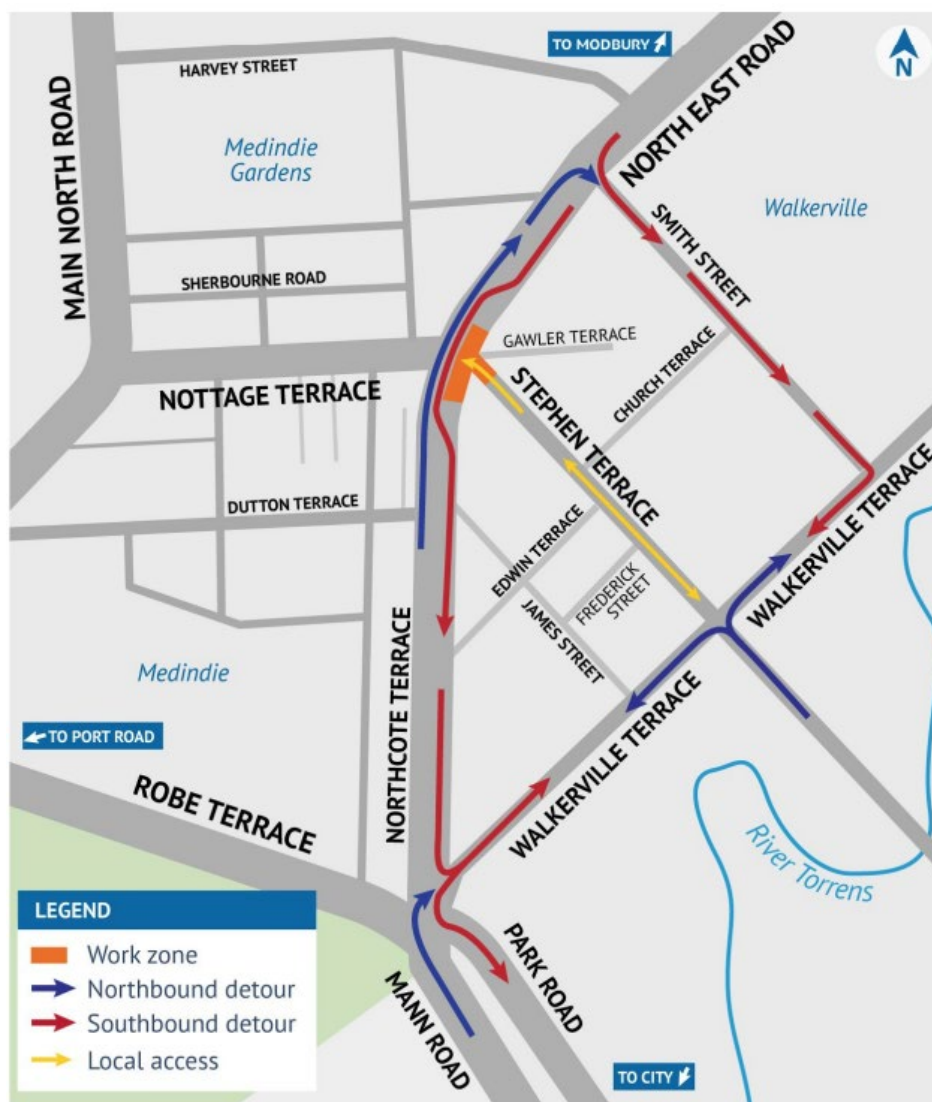 TO MODBURY
N
HARVEY STREET
NORTH EAST ROAD
MAIN NORTH ROAD
Medindie
Gardens
Walkerville
SMITH STREET
SHERBOURNE ROAD
GAWLER TERRACE
CHURCH TERRACE
NOTTAGE TERRACE
STEPHEN TERRACE
DUTTON TERRACE
EDWIN TERRACE
FREDERICK
STREET
JAMES STREET
WALKERVILLE TERRACE
Medindie
NORTHCOTE TERRACE
TO PORT ROAD
ROBE TERRACE
WALKERVILLE TERRACE
River Torrens
PARK ROAD
MANN ROAD
TO CITY
LEGEND
Work zone
Northbound detour
Southbound detour
Local access